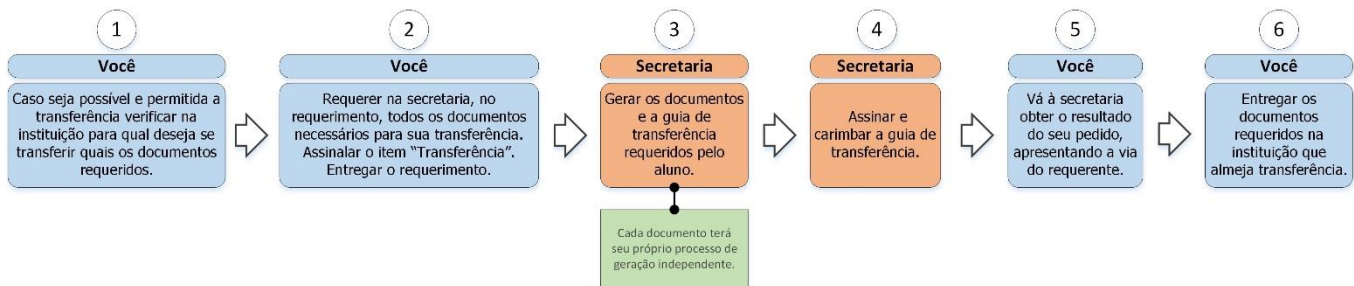 1
Você
Caso seja possível e permitida a
transferência verificar na
instituição para qual deseja se
transferir quais os documentos
requeridos.
2
Você
Requerer na secretaria, no
requerimento, todos os documentos
necessários para sua transferência.
Assinalar o item “Transferência”.
Entregar o requerimento.
3
Secretaria
Gerar os documentos
e a guia de
transferência
requeridos pelo
aluno.
Cada documento terá
seu próprio processo de
geração independente.
4
Secretaria
Assinar e
carimbar a guia de
transferência.
5
Você
Vá à secretaria
obter o resultado
do seu pedido,
apresentando a via
do requerente.
6
Você
Entregar os
documentos
requeridos na
instituição que
almeja transferência.